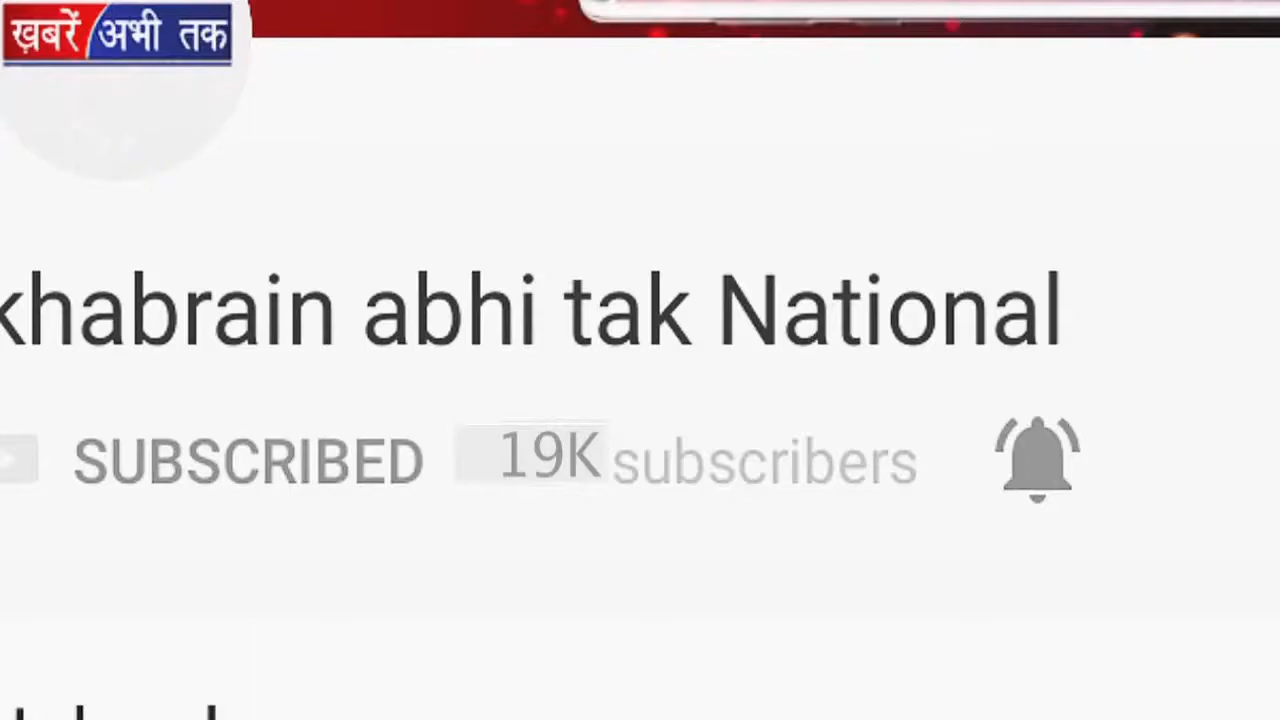 ख़बरें अभी तक
khabrain abhi tak National
SUBSCRIBED 19K subscribers